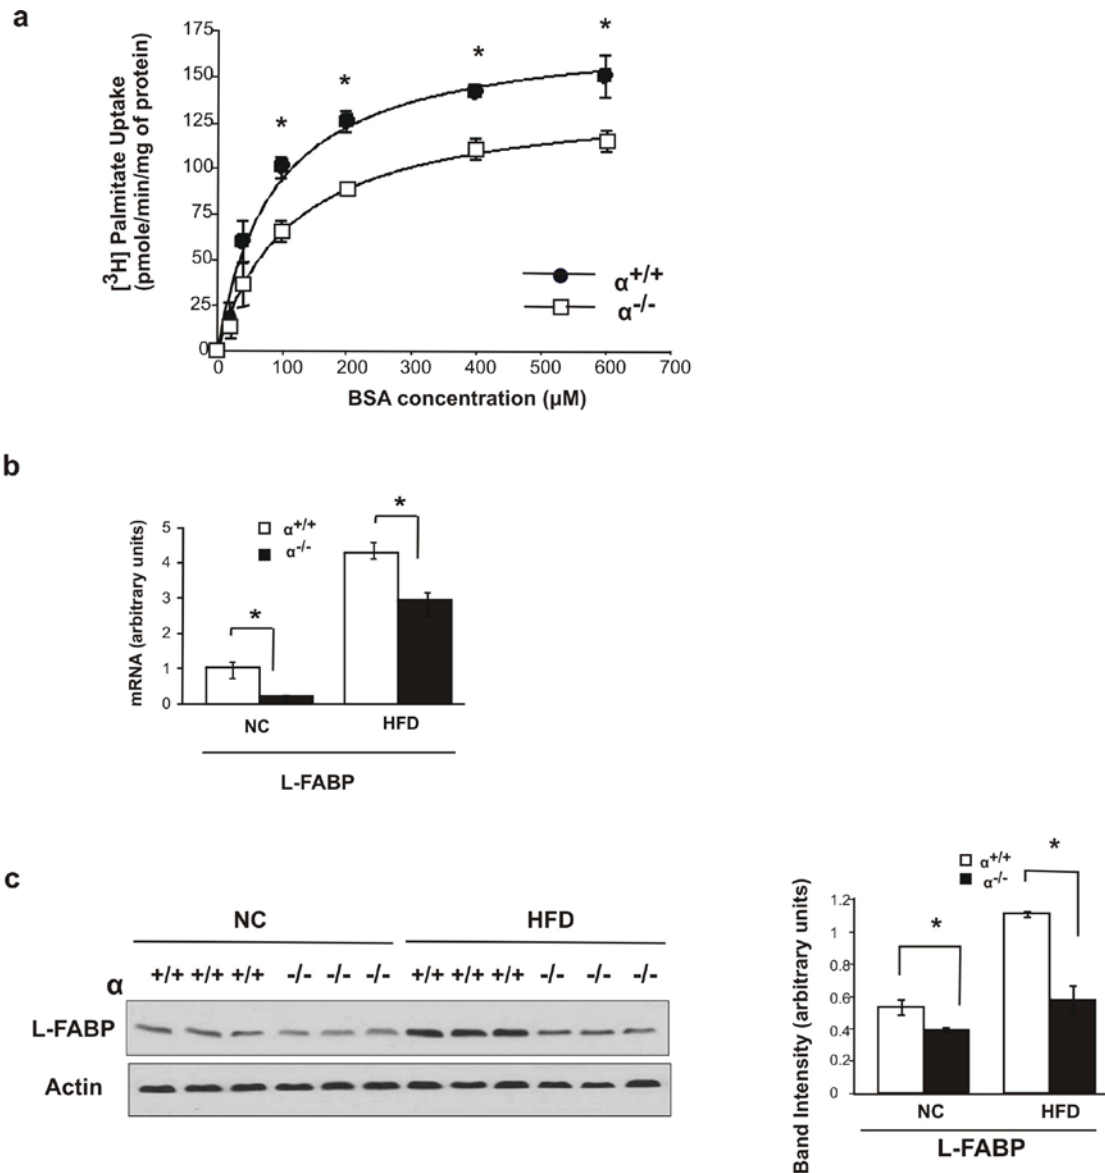 a
175
150
125
100
75
50
25
0
[³H] Palmitate Uptake
(pmole/min/mg of protein)
* * * *
α+/+
α-/-
0 100 200 300 400 500 600 700
BSA concentration (µM)
b
mRNA (arbitrary units)
5
4
3
2
1
0
α+/+
α-/-
* *
NC HFD
L-FABP
c
NC HFD
α +/+ +/+ +/+ -/- -/- -/- +/+ +/+ +/+ -/- -/- -/-
L-FABP
Actin
Band Intensity (arbitrary units)
1.2
1
0.8
0.6
0.4
0.2
0
α+/+
α-/-
* *
NC HFD
L-FABP